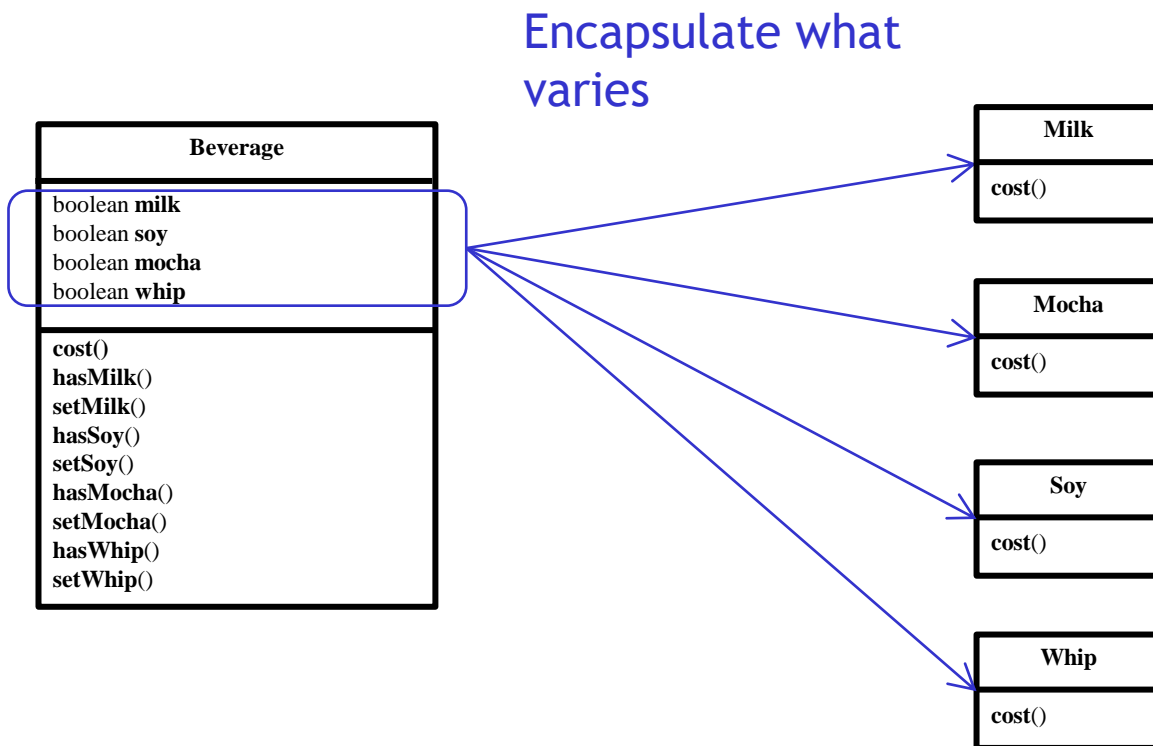 Encapsulate what
varies
Beverage
boolean milk
boolean soy
boolean mocha
boolean whip
cost()
hasMilk()
setMilk()
hasSoy()
setSoy()
hasMocha()
setMocha()
hasWhip()
setWhip()
Milk
cost()
Mocha
cost()
Soy
cost()
Whip
cost()